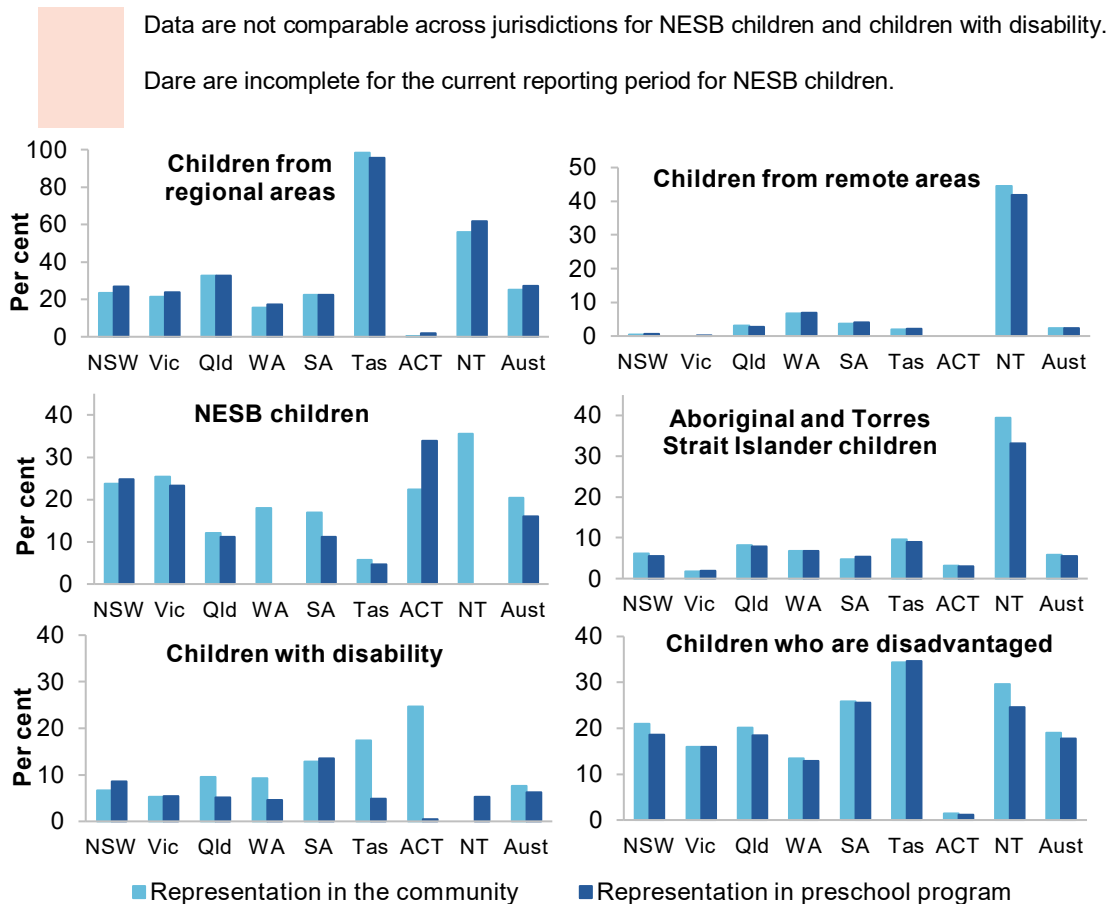 Data are not comparable across jurisdictions for NESB children and children with disability.
Dare are incomplete for the current reporting period for NESB children.
Children from
regional areas
Per cent
100
80
60
40
20
0
NSW Vic Qld WA SA Tas ACT NT Aust
Children from remote areas
50
40
30
20
10
0
NSW Vic Qld WA SA Tas ACT NT Aust
NESB children
Per cent
40
30
20
10
0
NSW Vic Qld WA SA Tas ACT NT Aust
Aboriginal and Torres
Strait Islander children
40
30
20
10
0
NSW Vic Qld WA SA Tas ACT NT Aust
Children with disability
Per cent
40
30
20
10
0
NSW Vic Qld WA SA Tas ACT NT Aust
Children who are disadvantaged
40
30
20
10
0
NSW Vic Qld WA SA Tas ACT NT Aust
Representation in the community
Representation in preschool program